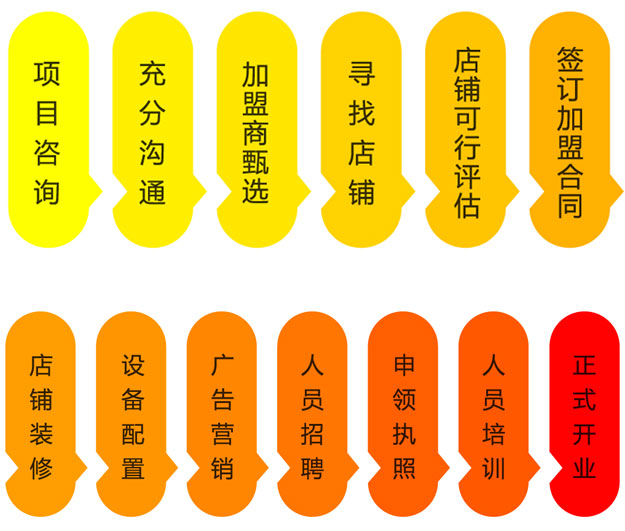 项目咨询
充分沟通
加盟商甄选
寻找店铺
店铺可行评估
签订加盟合同
店铺装修
设备配置
广告营销
人员招聘
申领执照
人员培训
正式开业